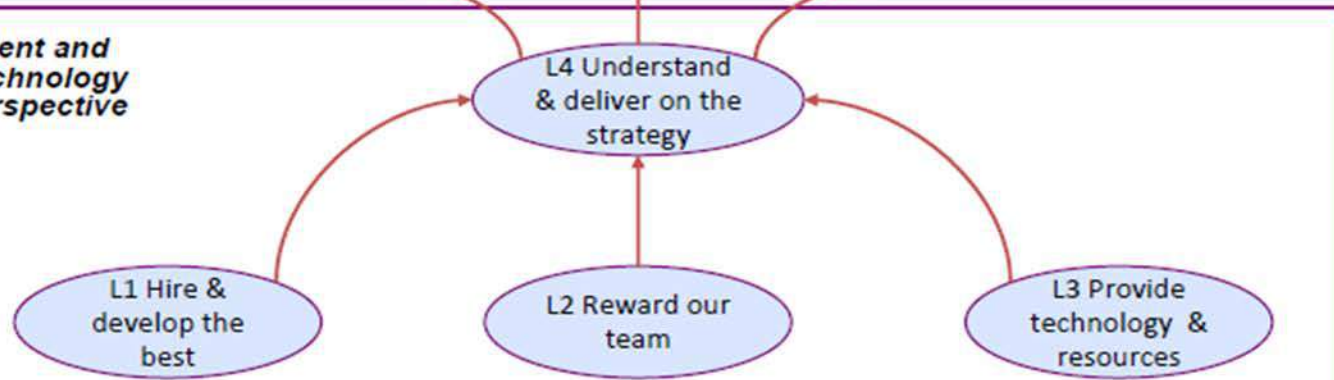 ent and
chnology
rspective
L4 Understand
& deliver on the
strategy
L1 Hire &
develop the
best
L2 Reward our
team
L3 Provide
technology &
resources